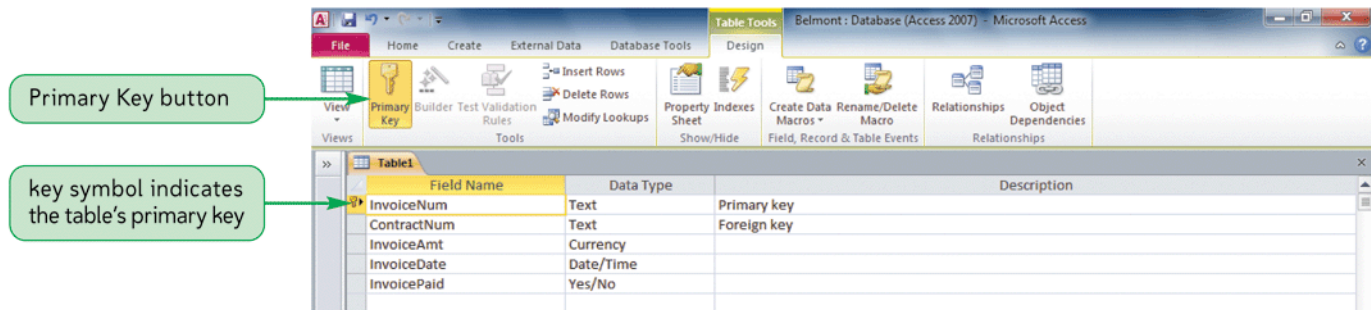 Table Tools
Belmont : Database (Access 2007) - Microsoft Access
File Home Create External Data Database Tools Design
Primary Key button
View
Primary Key
Builder
Test Validation Rules
Insert Rows
Delete Rows
Modify Lookups
Property Sheet
Indexes
Create Data Macros
Rename/Delete Macro
Relationships
Object Dependencies
Views
Tools
Show/Hide
Field, Record & Table Events
Relationships
Table1
key symbol indicates
the table's primary key
Field Name Data Type Description
InvoiceNum Text Primary key
ContractNum Text Foreign key
InvoiceAmt Currency
InvoiceDate Date/Time
InvoicePaid Yes/No